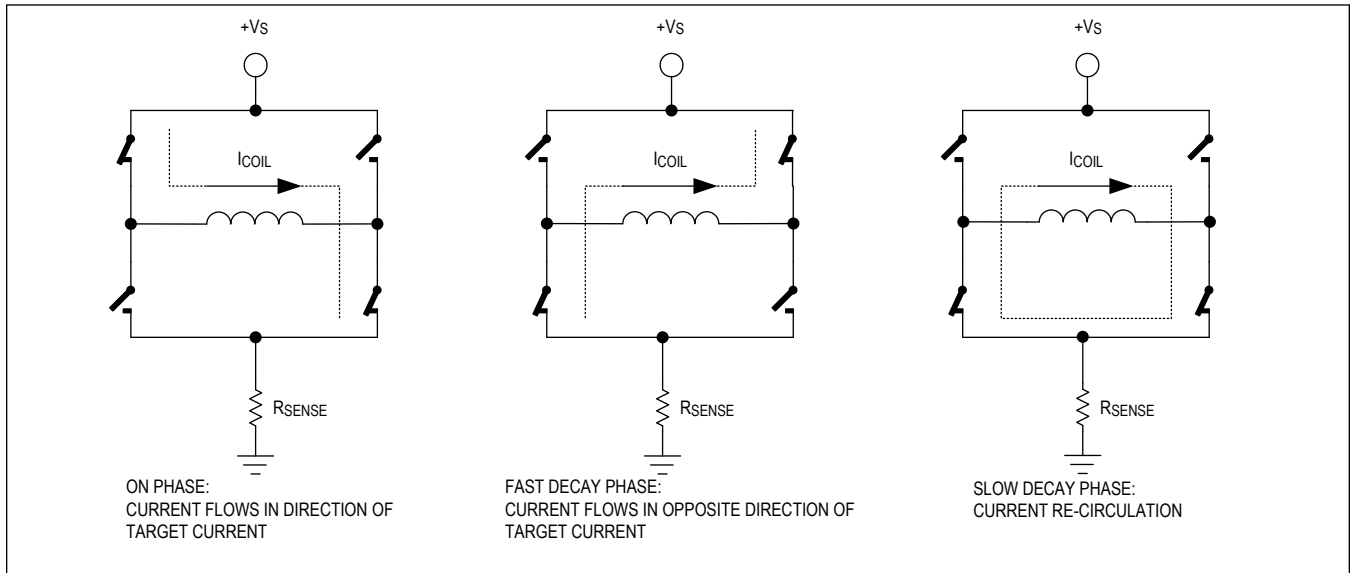 +VS
+VS
+VS
ICOIL
ICOIL
ICOIL
RSENSE
RSENSE
RSENSE
ON PHASE:
CURRENT FLOWS IN DIRECTION OF
TARGET CURRENT
FAST DECAY PHASE:
CURRENT FLOWS IN OPPOSITE DIRECTION OF
TARGET CURRENT
SLOW DECAY PHASE:
CURRENT RE-CIRCULATION